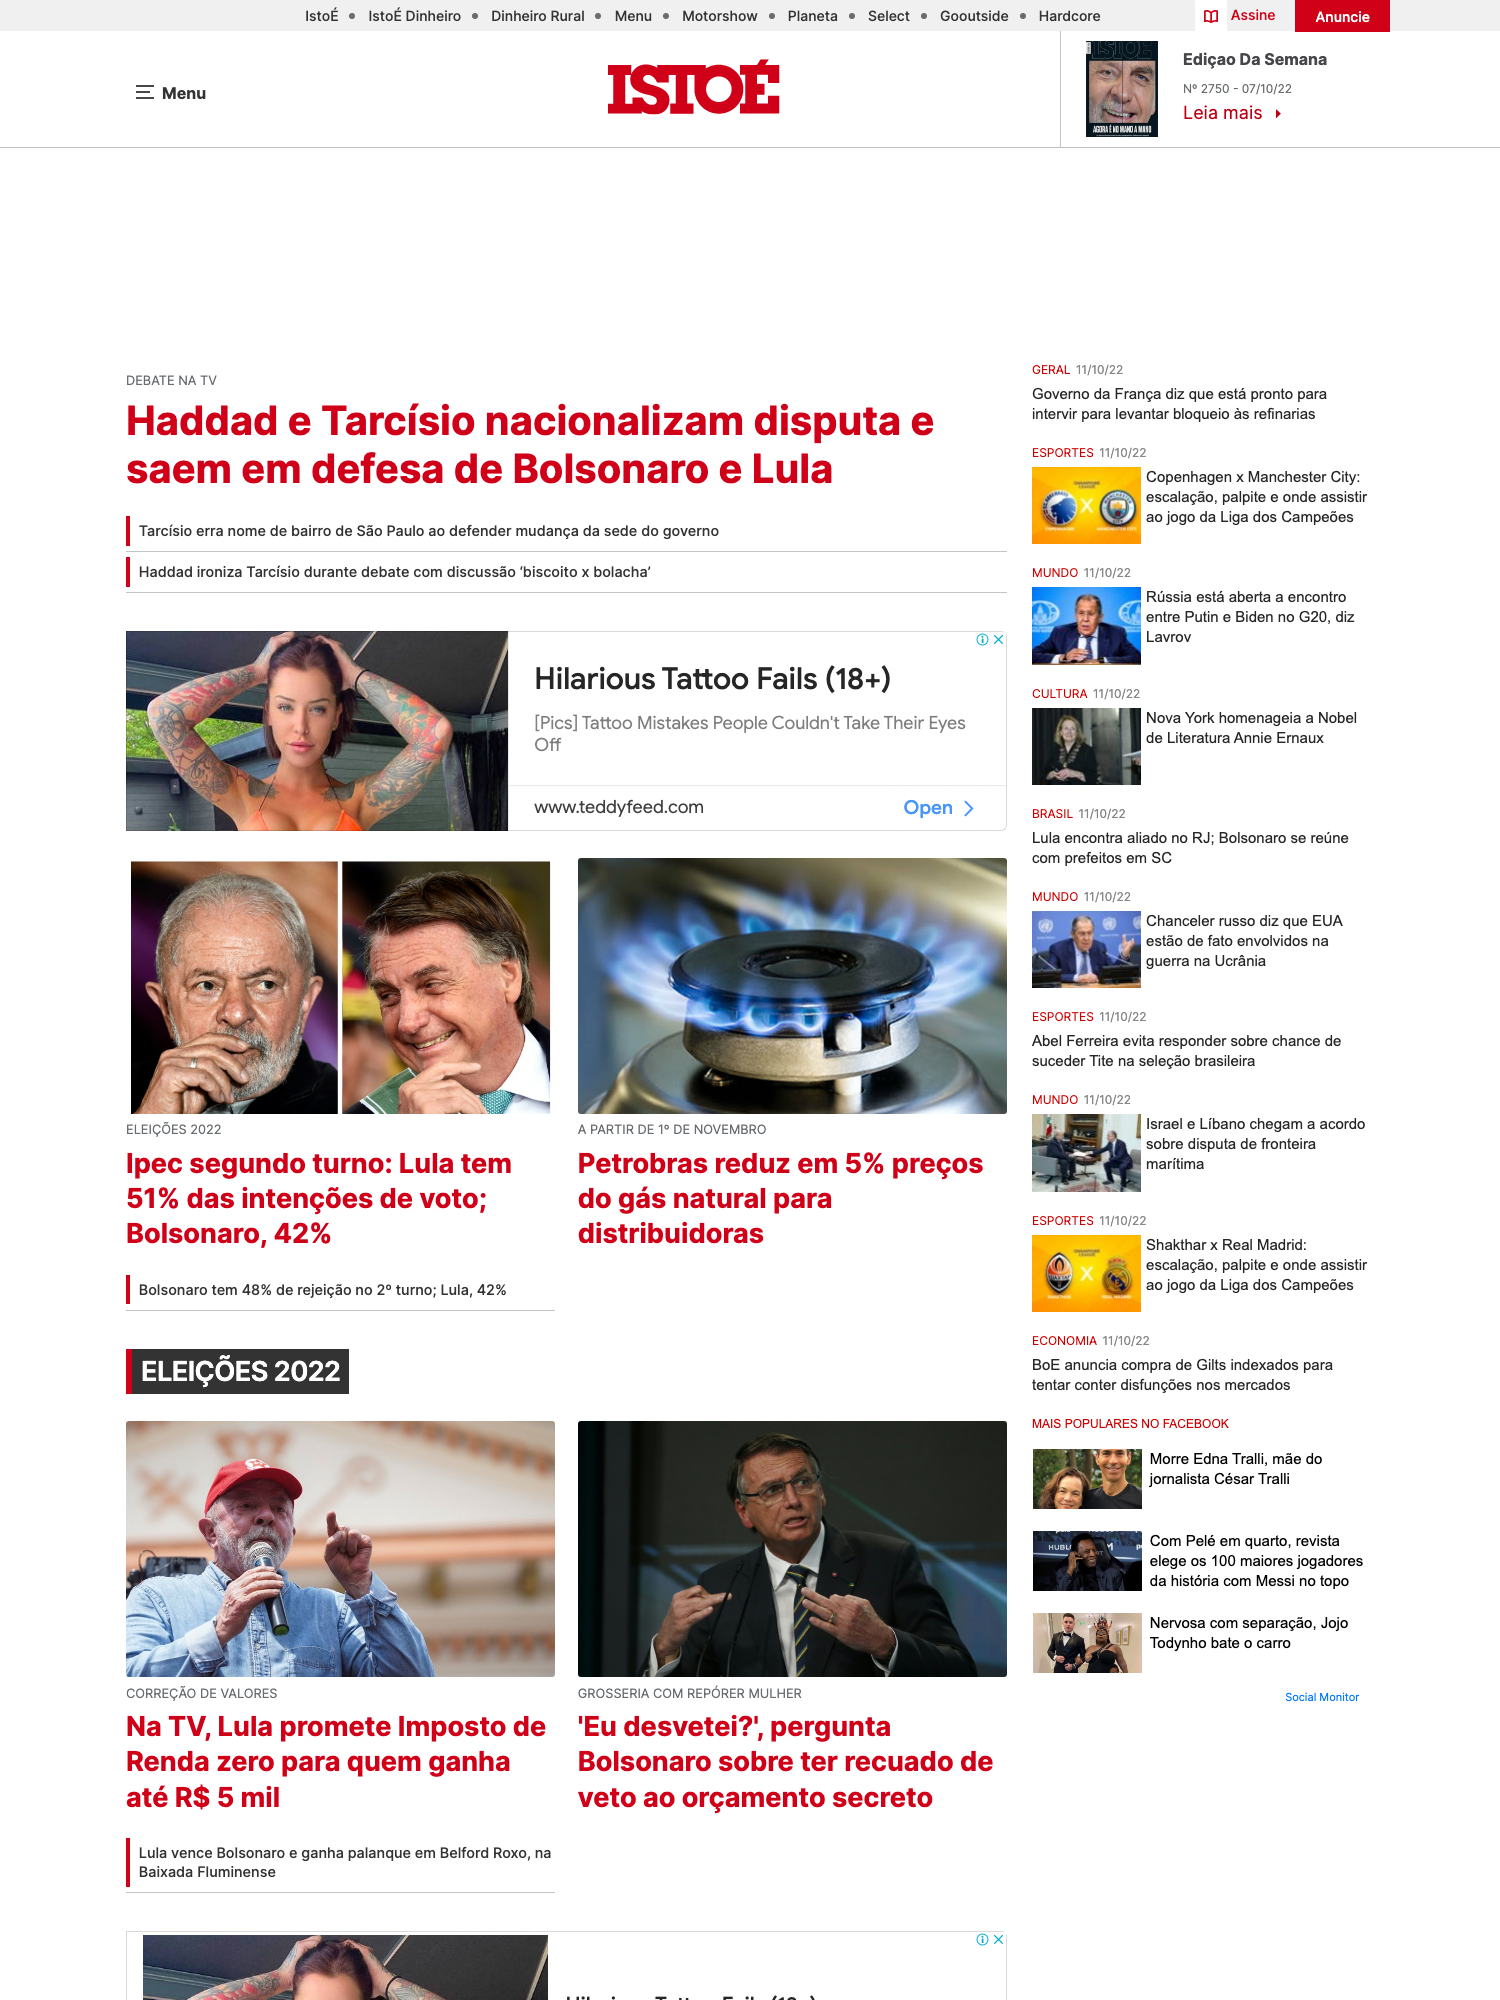 IstoÉ • IstoÉ Dinheiro • Dinheiro Rural • Menu • Motorshow • Planeta • Select • Gooutside • Hardcore
Assine
Anuncie
Menu
ISTOÉ
ISTOÉ
AGORA É NO MANO A MANO
Ediçao Da Semana
Nº 2750 - 07/10/22
Leia mais
DEBATE NA TV
Haddad e Tarcísio nacionalizam disputa e
saem em defesa de Bolsonaro e Lula
Tarcísio erra nome de bairro de São Paulo ao defender mudança da sede do governo
Haddad ironiza Tarcísio durante debate com discussão ‘biscoito x bolacha’
Hilarious Tattoo Fails (18+)
[Pics] Tattoo Mistakes People Couldn't Take Their Eyes
Off
www.teddyfeed.com
Open
ELEIÇÕES 2022
Ipec segundo turno: Lula tem
51% das intenções de voto;
Bolsonaro, 42%
Bolsonaro tem 48% de rejeição no 2º turno; Lula, 42%
A PARTIR DE 1º DE NOVEMBRO
Petrobras reduz em 5% preços
do gás natural para
distribuidoras
ELEIÇÕES 2022
CORREÇÃO DE VALORES
Na TV, Lula promete Imposto de
Renda zero para quem ganha
até R$ 5 mil
Lula vence Bolsonaro e ganha palanque em Belford Roxo, na
Baixada Fluminense
GROSSERIA COM REPÓRER MULHER
'Eu desvetei?', pergunta
Bolsonaro sobre ter recuado de
veto ao orçamento secreto
GERAL 11/10/22
Governo da França diz que está pronto para
intervir para levantar bloqueio às refinarias
ESPORTES 11/10/22
Copenhagen x Manchester City:
escalação, palpite e onde assistir
ao jogo da Liga dos Campeões
MUNDO 11/10/22
Rússia está aberta a encontro
entre Putin e Biden no G20, diz
Lavrov
CULTURA 11/10/22
Nova York homenageia a Nobel
de Literatura Annie Ernaux
BRASIL 11/10/22
Lula encontra aliado no RJ; Bolsonaro se reúne
com prefeitos em SC
MUNDO 11/10/22
Chanceler russo diz que EUA
estão de fato envolvidos na
guerra na Ucrânia
ESPORTES 11/10/22
Abel Ferreira evita responder sobre chance de
suceder Tite na seleção brasileira
MUNDO 11/10/22
Israel e Líbano chegam a acordo
sobre disputa de fronteira
marítima
ESPORTES 11/10/22
Shakthar x Real Madrid:
escalação, palpite e onde assistir
ao jogo da Liga dos Campeões
ECONOMIA 11/10/22
BoE anuncia compra de Gilts indexados para
tentar conter disfunções nos mercados
MAIS POPULARES NO FACEBOOK
Morre Edna Tralli, mãe do
jornalista César Tralli
Com Pelé em quarto, revista
elege os 100 maiores jogadores
da história com Messi no topo
Nervosa com separação, Jojo
Todynho bate o carro
Social Monitor